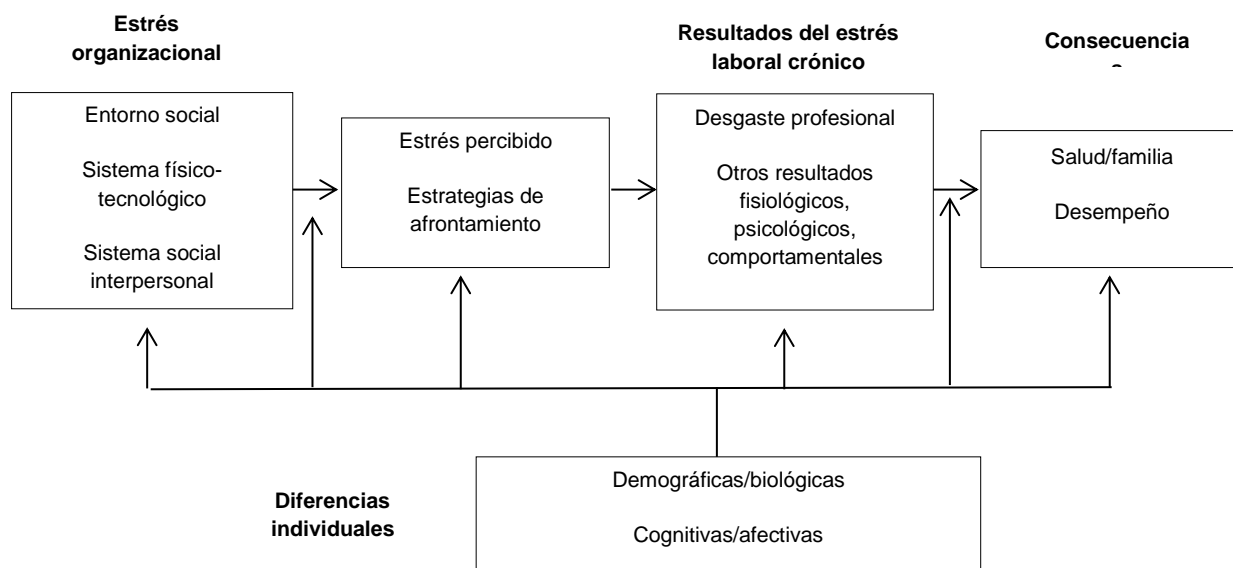 Estrés
organizacional
Resultados del estrés
laboral crónico
Consecuencia
Entorno social
Sistema físico-
tecnológico
Sistema social
interpersonal
Estrés percibido
Estrategias de
afrontamiento
Desgaste profesional
Otros resultados
fisiológicos,
psicológicos,
comportamentales
Salud/familia
Desempeño
Diferencias
individuales
Demográficas/biológicas
Cognitivas/afectivas